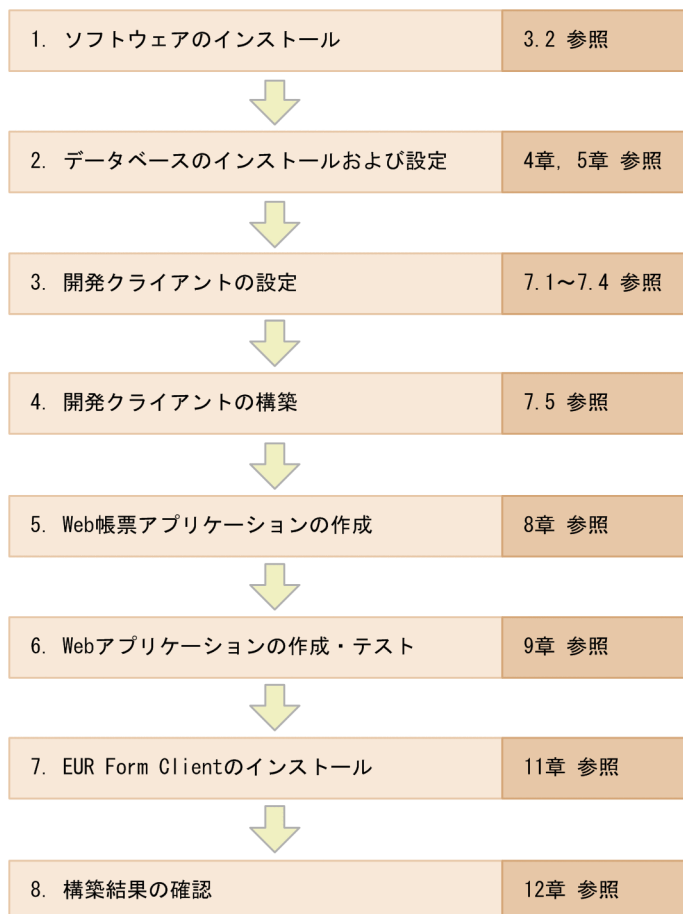 1. ソフトウェアのインストール 3.2 参照
2. データベースのインストールおよび設定 4章, 5章 参照
3. 開発クライアントの設定 7.1～7.4 参照
4. 開発クライアントの構築 7.5 参照
5. Web帳票アプリケーションの作成 8章 参照
6. Webアプリケーションの作成・テスト 9章 参照
7. EUR Form Clientのインストール 11章 参照
8. 構築結果の確認 12章 参照